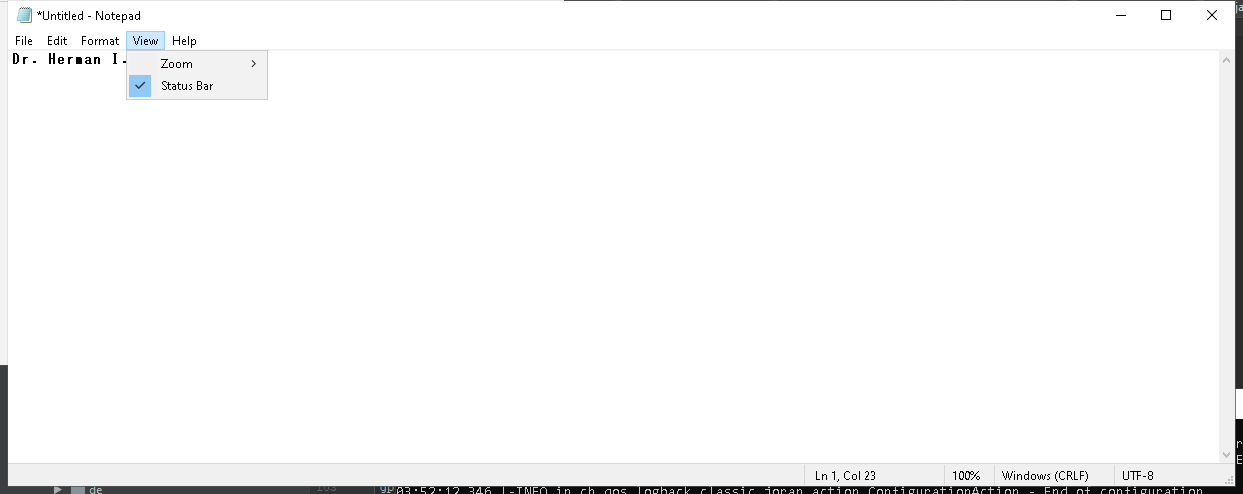 *Untitled - Notepad
File Edit Format View Help
Dr. Herman I.
Zoom
Status Bar
Ln 1, Col 23 100% Windows (CRLF) UTF-8
de
03:52:12,346 |-INFO in ch.qos.logback.classic.joran.action.ConfigurationAction - End of configuration